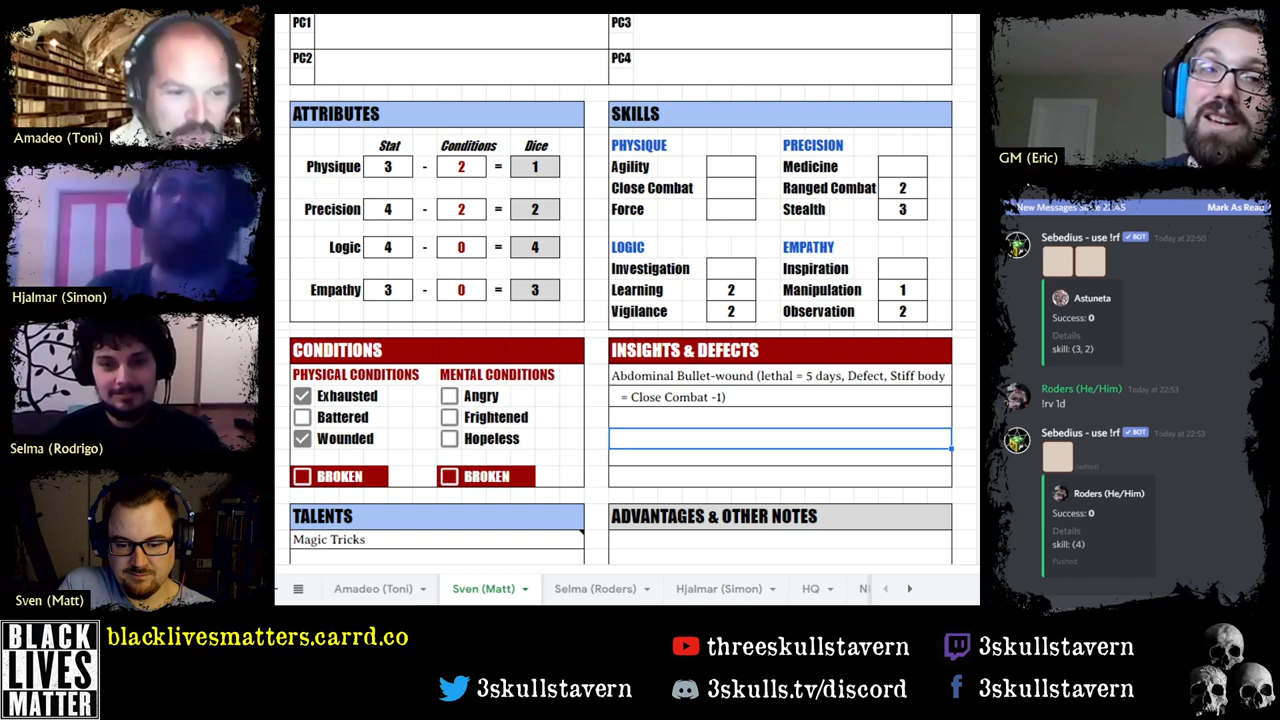 Amadeo (Toni)
Hjalmar (Simon)
Selma (Rodrigo)
Sven (Matt)
PC1
PC3
PC2
PC4
ATTRIBUTES
Stat Conditions Dice
Physique 3 - 2 = 1
Precision 4 - 2 = 2
Logic 4 - 0 = 4
Empathy 3 - 0 = 3
SKILLS
PHYSIQUE
Agility
Close Combat
Force
PRECISION
Medicine
Ranged Combat 2
Stealth 3
LOGIC
Investigation
Learning 2
Vigilance 2
EMPATHY
Inspiration
Manipulation 1
Observation 2
CONDITIONS
PHYSICAL CONDITIONS
Exhausted
Battered
Wounded
BROKEN
MENTAL CONDITIONS
Angry
Frightened
Hopeless
BROKEN
INSIGHTS & DEFECTS
Abdominal Bullet-wound (lethal = 5 days, Defect, Stiff body
= Close Combat -1)
TALENTS
Magic Tricks
ADVANTAGES & OTHER NOTES
Amadeo (Toni) Sven (Matt) Selma (Roders) Hjalmar (Simon) HQ
GM (Eric)
New Messages Mark As Read
Sebedius - use !rf BOT Today at 22:50
Astuneta
Success: 0
Details
skill: (3, 2)
Roders (He/Him) Today at 22:53
!rv 1d
Sebedius - use !rf BOT Today at 22:53
(edited)
Roders (He/Him)
Success: 0
Details
skill: (4)
Pushed
BLACK
LIVES
MATTER
blacklivesmatters.carrd.co
threeskullstavern
3skullstavern
3skullstavern
3skulls.tv/discord
3skullstavern